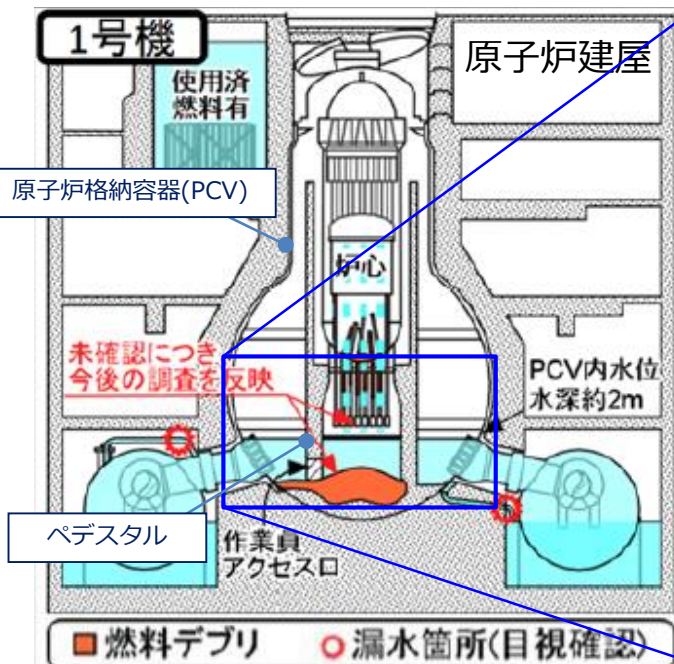 1号機
原子炉建屋
使用済
燃料有
原子炉格納容器(PCV)
炉心
未確認につき
今後の調査を反映
PCV内水位
水深約2m
ペデスタル
作業員
アクセス口
燃料デブリ
漏水箇所(目視確認)